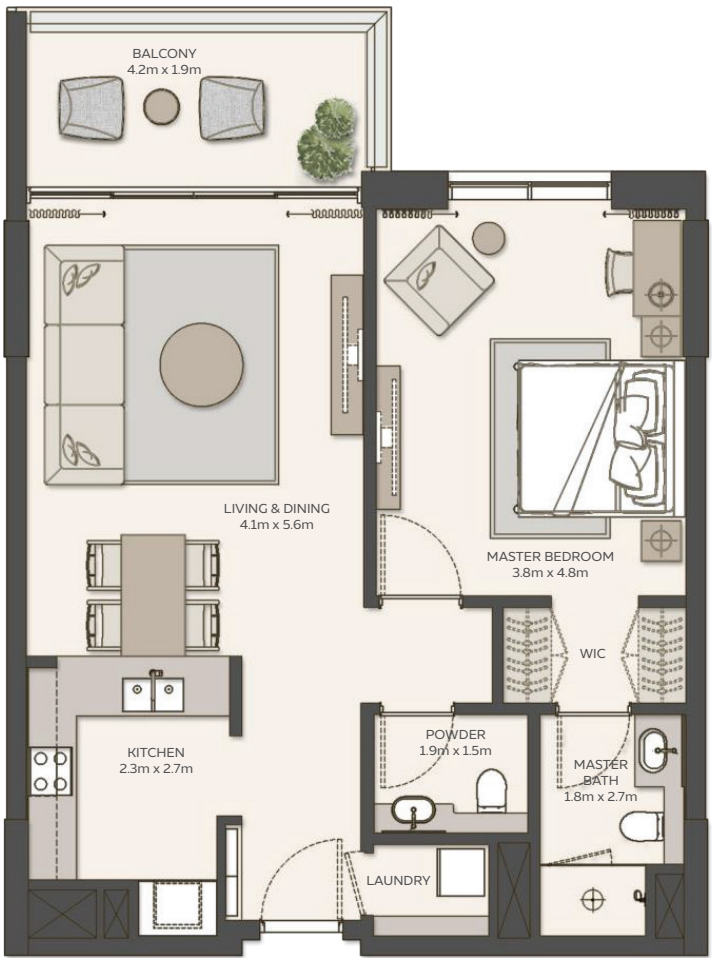 BALCONY
4.2m x 1.9m
LIVING & DINING
4.1m x 5.6m
MASTER BEDROOM
3.8m x 4.8m
WIC
KITCHEN
2.3m x 2.7m
POWDER
1.9m x 1.5m
MASTER
BATH
1.8m x 2.7m
LAUNDRY